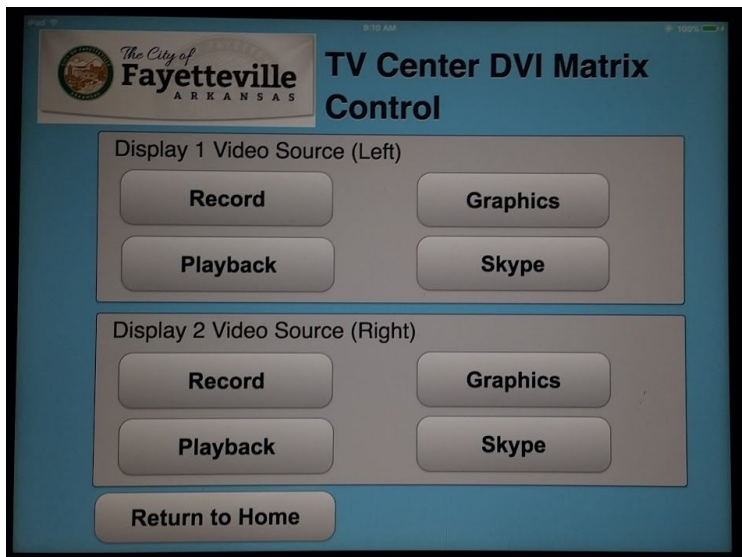 iPad
9:10 AM
100%
The City of
Fayetteville
ARKANSAS
TV Center DVI Matrix
Control
Display 1 Video Source (Left)
Record
Graphics
Playback
Skype
Display 2 Video Source (Right)
Record
Graphics
Playback
Skype
Return to Home